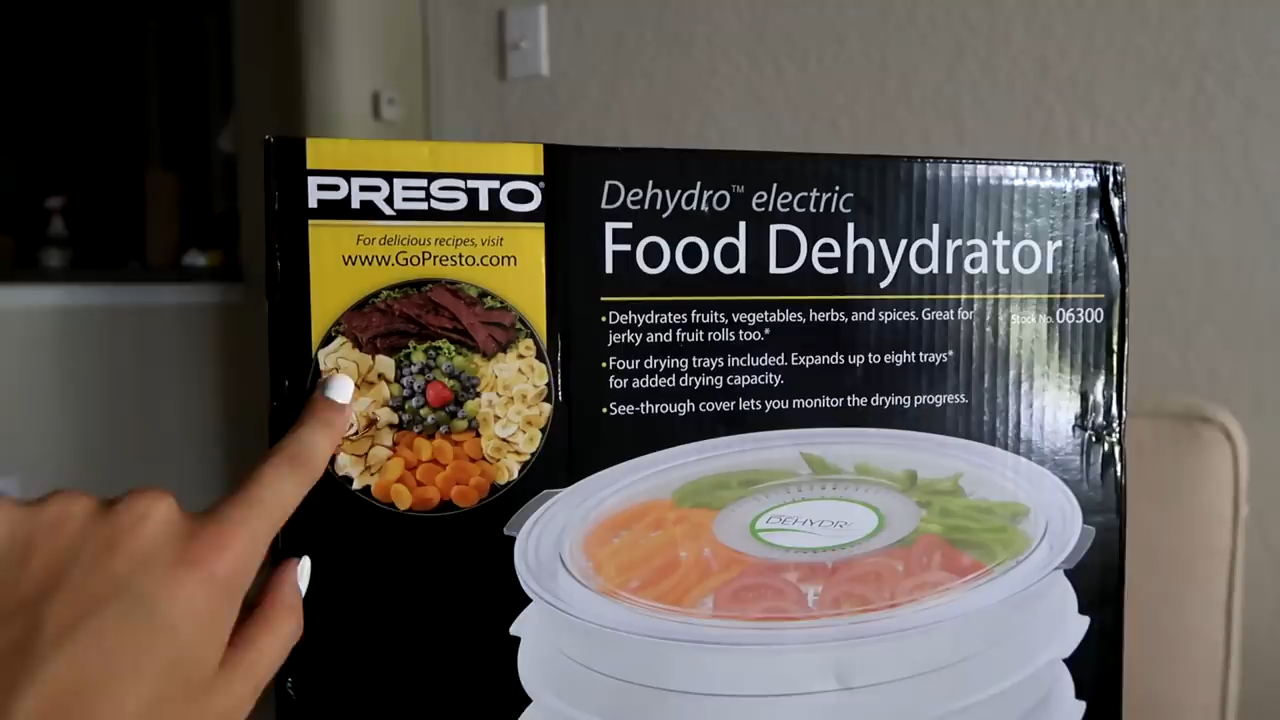 PRESTO®
For delicious recipes, visit
www.GoPresto.com
Dehydro™ electric
Food Dehydrator
•Dehydrates fruits, vegetables, herbs, and spices. Great for
jerky and fruit rolls too.*
Stock No. 06300
•Four drying trays included. Expands up to eight trays*
for added drying capacity.
•See-through cover lets you monitor the drying progress.
DEHYDR